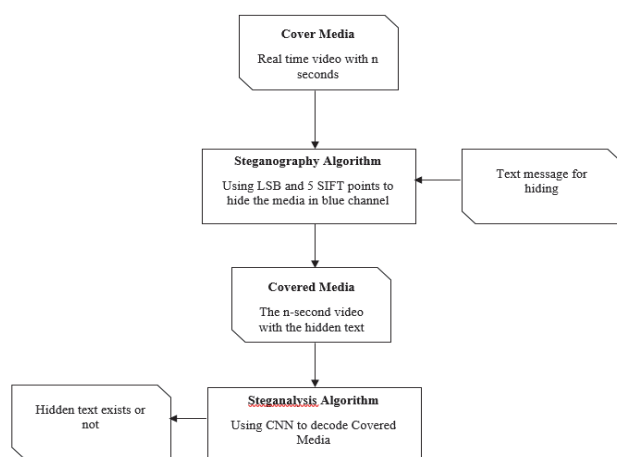 Cover Media
Real time video with n
seconds
Steganography Algorithm
Using LSB and 5 SIFT points to
hide the media in blue channel
Text message for
hiding
Covered Media
The n-second video
with the hidden text
Steganalysis Algorithm
Using CNN to decode Covered
Media
Hidden text exists or
not